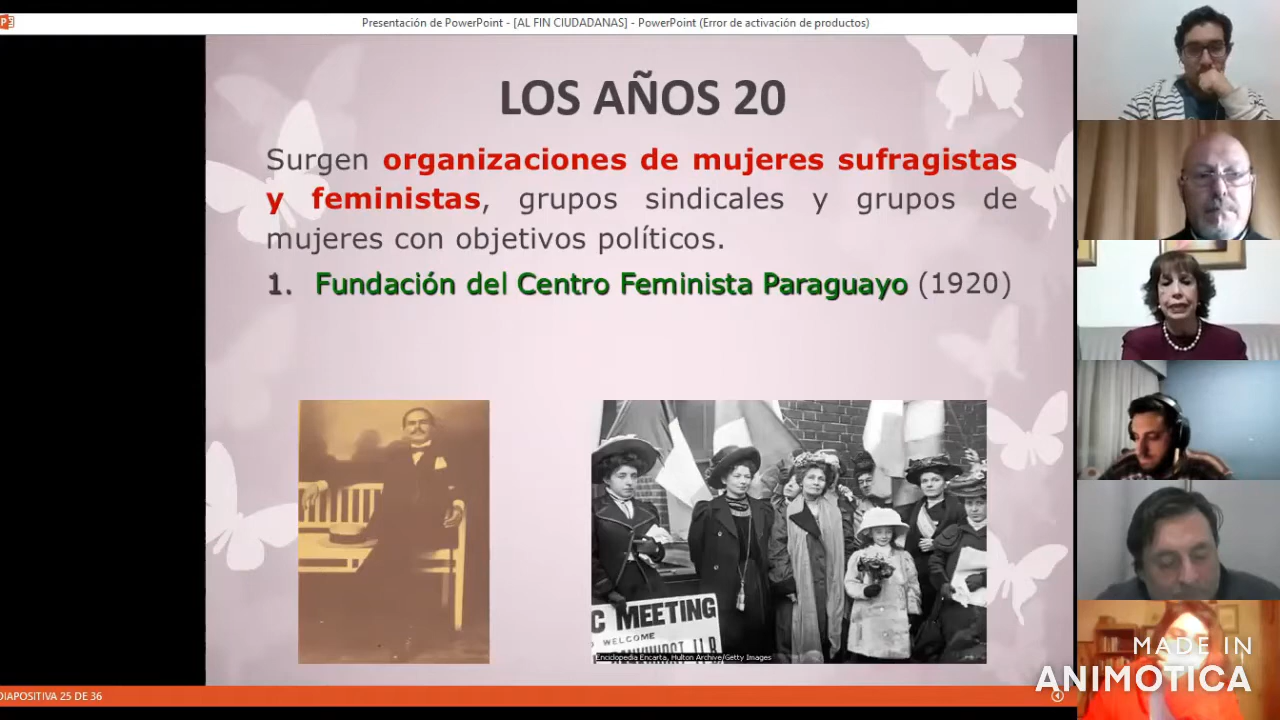 Presentación de PowerPoint - [AL FIN CIUDADANAS] - PowerPoint (Error de activación de productos)
LOS AÑOS 20
Surgen organizaciones de mujeres sufragistas
y feministas, grupos sindicales y grupos de
mujeres con objetivos políticos.
1. Fundación del Centro Feminista Paraguayo (1920)
C MEETING
WELCOME
Enciclopedia Encarta, Hulton Archive/Getty Images
DIAPOSITIVA 25 DE 36
MADE IN
ANIMOTICA